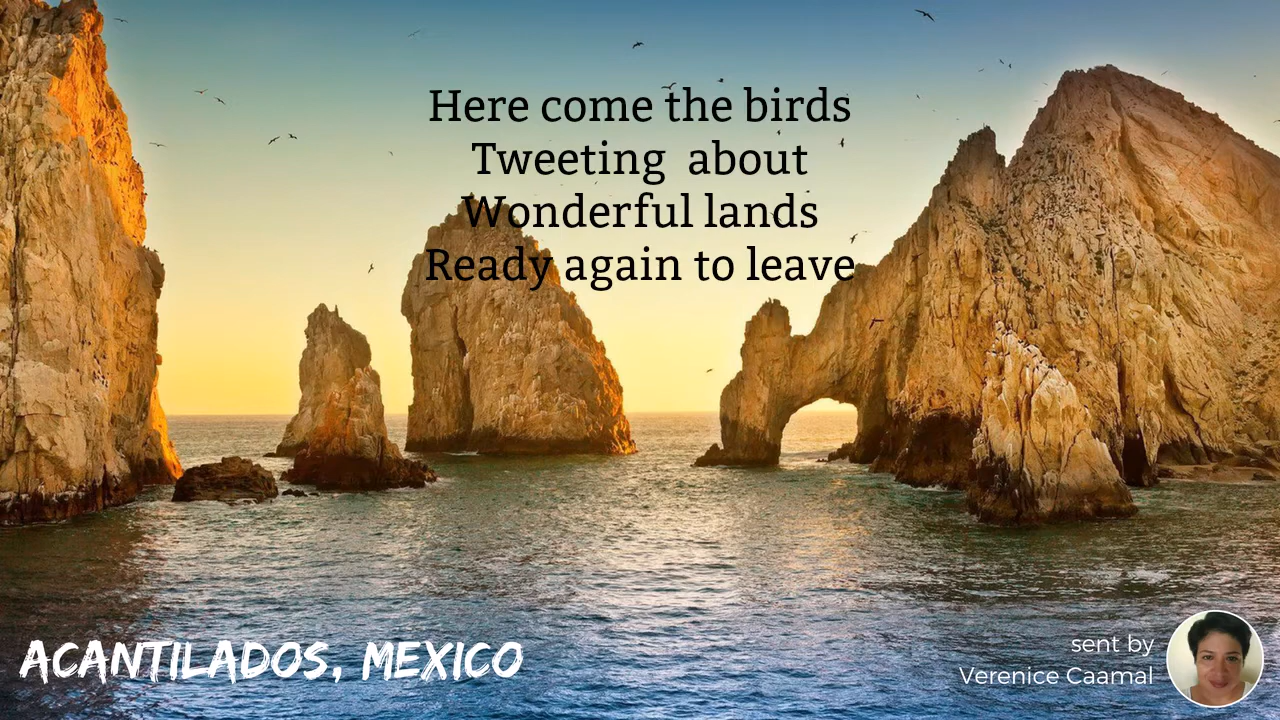 Here come the birds
Tweeting  about
Wonderful lands
Ready again to leave
ACANTILADOS, MEXICO
sent by
Verenice Caamal